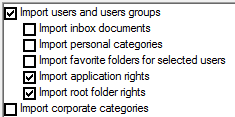 Import users and users groups
Import inbox documents
Import personal categories
Import favorite folders for selected users
Import application rights
Import root folder rights
Import corporate categories